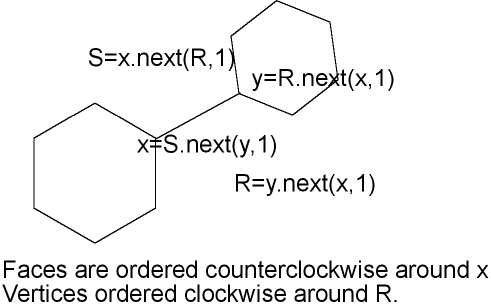 S=x.next(R,1)
y=R.next(x,1)
x=S.next(y,1)
R=y.next(x,1)
Faces are ordered counterclockwise around x
Vertices ordered clockwise around R.